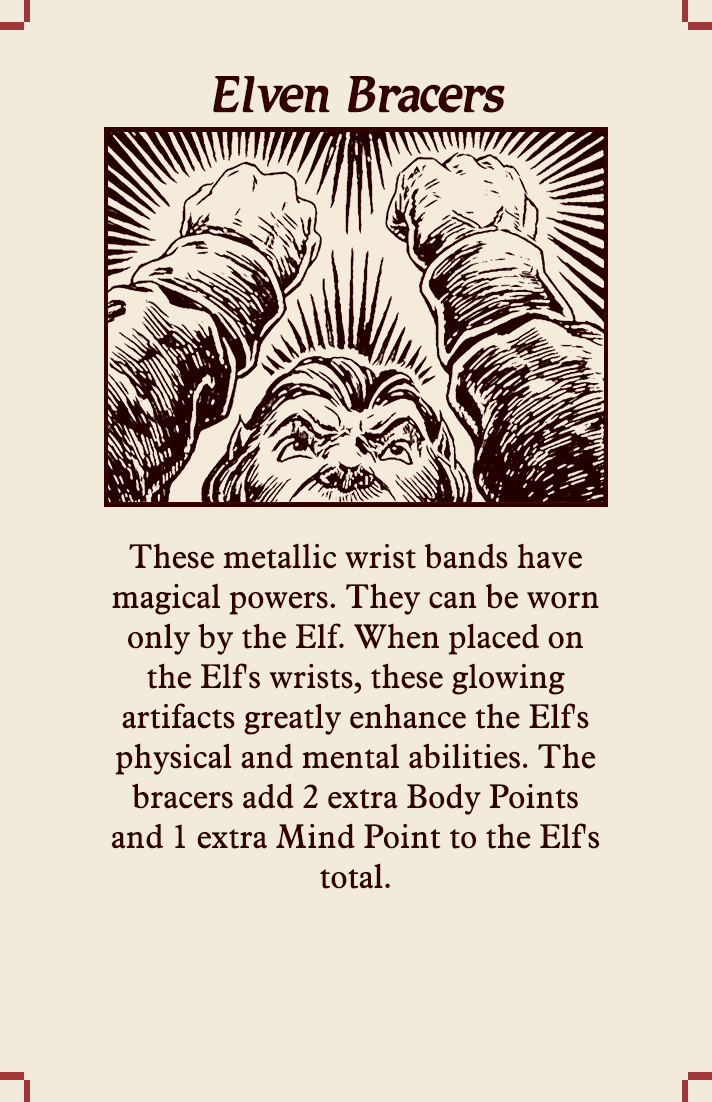 Elven Bracers
These metallic wrist bands have
magical powers. They can be worn
only by the Elf. When placed on
the Elf's wrists, these glowing
artifacts greatly enhance the Elf's
physical and mental abilities. The
bracers add 2 extra Body Points
and 1 extra Mind Point to the Elf's
total.